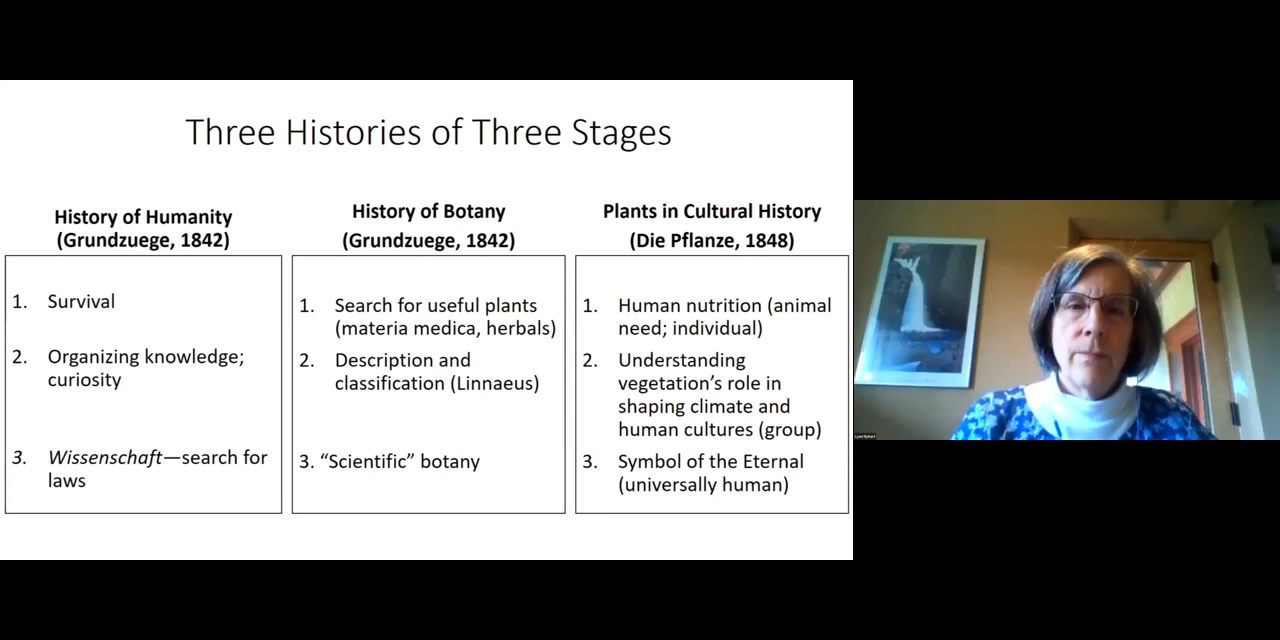 Three Histories of Three Stages
History of Humanity
(Grundzuege, 1842)
1. Survival
2. Organizing knowledge;
curiosity
3. Wissenschaft—search for
laws
History of Botany
(Grundzuege, 1842)
1. Search for useful plants
(materia medica, herbals)
2. Description and
classification (Linnaeus)
3. “Scientific” botany
Plants in Cultural History
(Die Pflanze, 1848)
1. Human nutrition (animal
need; individual)
2. Understanding
vegetation’s role in
shaping climate and
human cultures (group)
3. Symbol of the Eternal
(universally human)
Lynn Nyhart